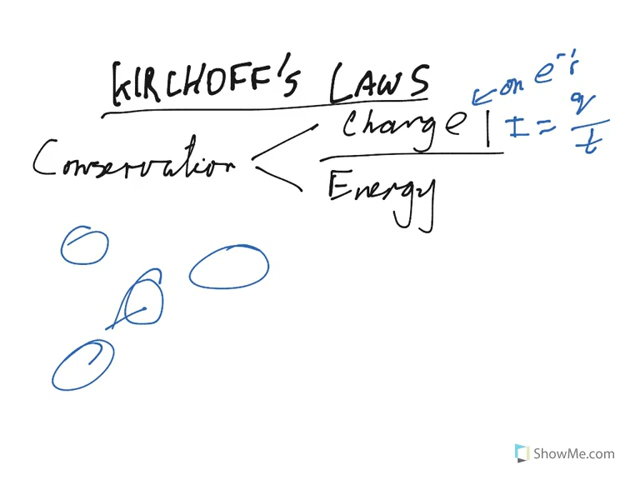 KIRCHOFF's LAWS
on e⁻'s
Conservation < Charge | I = q/t
Energy
ShowMe.com